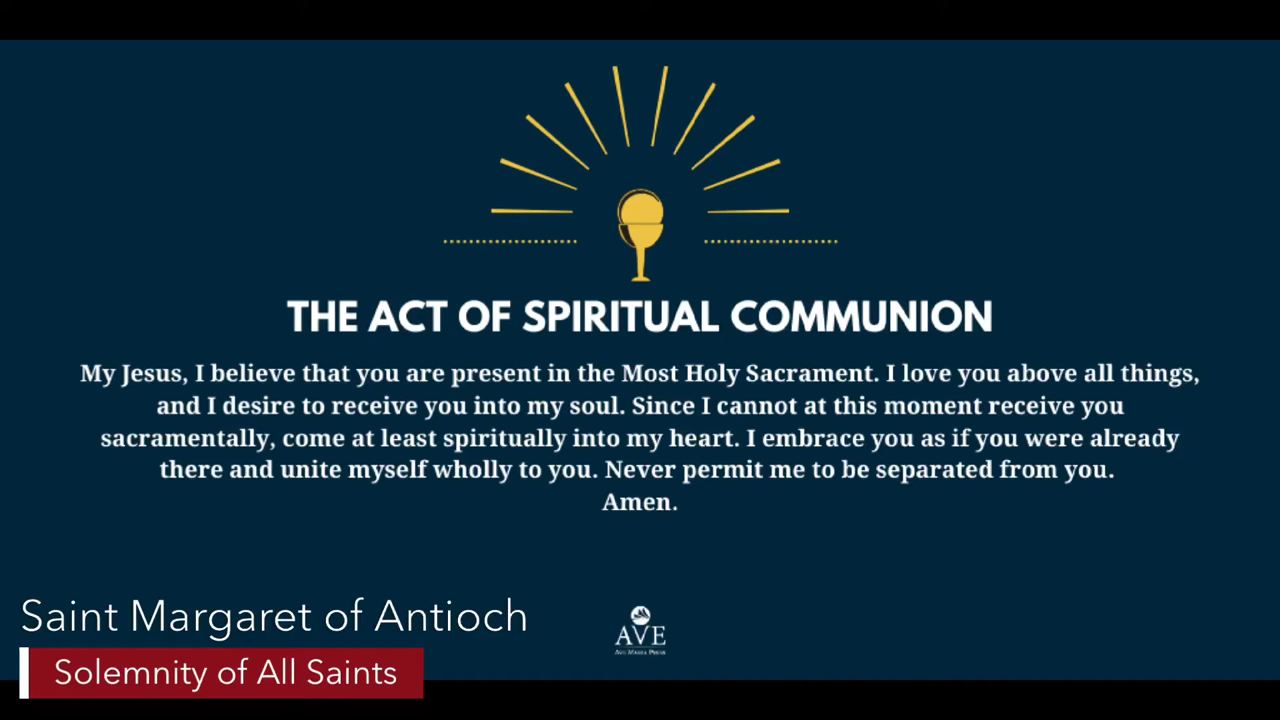 THE ACT OF SPIRITUAL COMMUNION
My Jesus, I believe that you are present in the Most Holy Sacrament. I love you above all things,
and I desire to receive you into my soul. Since I cannot at this moment receive you
sacramentally, come at least spiritually into my heart. I embrace you as if you were already
there and unite myself wholly to you. Never permit me to be separated from you.
Amen.
Saint Margaret of Antioch
Solemnity of All Saints
AVE
AVE MARIA PRESS